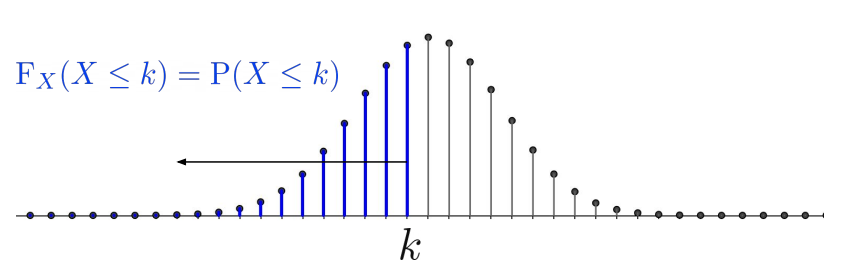 F_X(X ≤ k) = P(X ≤ k)
k